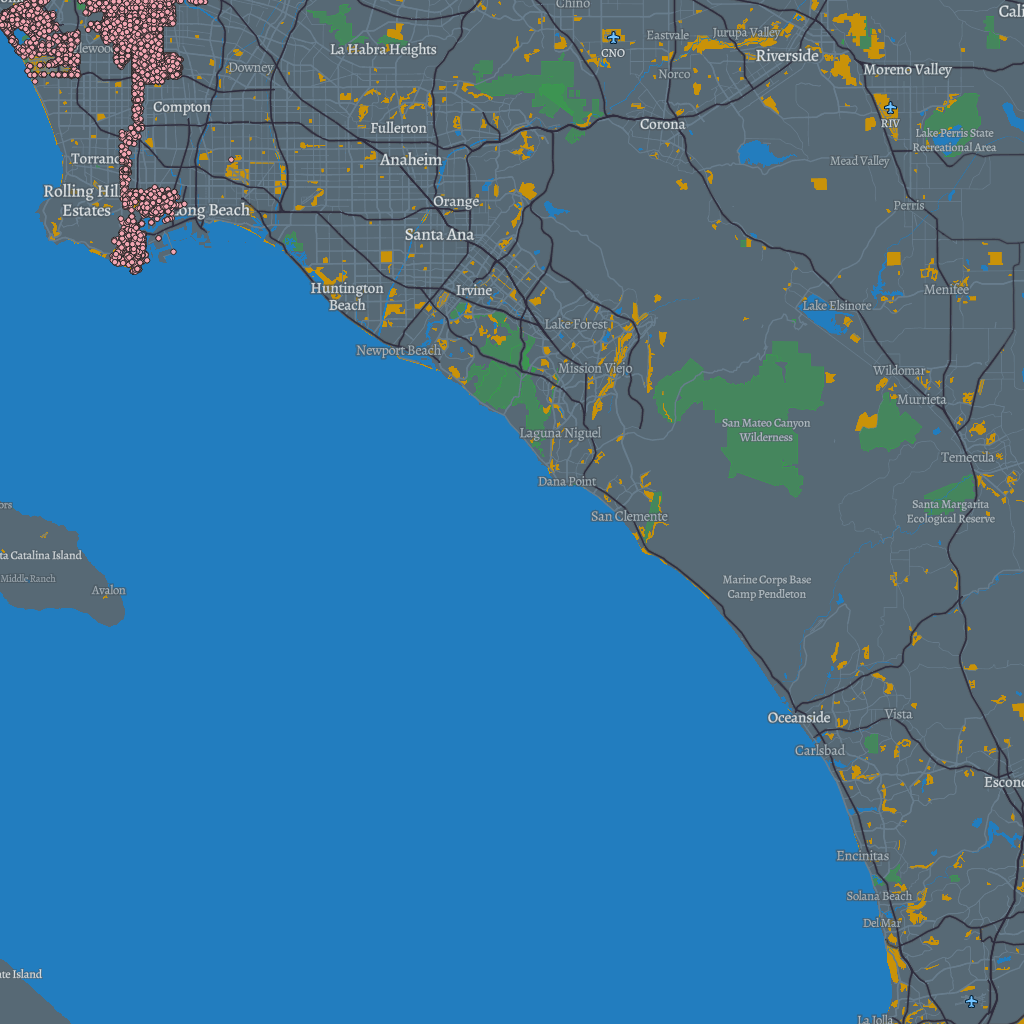 Chino
Cali
La Habra Heights
Eastvale
Jurupa Valley
CNO
Riverside
Downey
Norco
Moreno Valley
Compton
Fullerton
Corona
RIV
Lake Perris State
Recreational Area
Torranc
Anaheim
Mead Valley
Rolling Hil
Estates
Long Beach
Orange
Perris
Santa Ana
Huntington
Beach
Irvine
Menifee
Lake Elsinore
Lake Forest
Newport Beach
Mission Viejo
Wildomar
Murrieta
San Mateo Canyon
Wilderness
Laguna Niguel
Temecula
Dana Point
ors
Santa Margarita
Ecological Reserve
San Clemente
ta Catalina Island
Middle Ranch
Avalon
Marine Corps Base
Camp Pendleton
Oceanside
Vista
Carlsbad
Escond
Encinitas
Solana Beach
Del Mar
te Island
La Jolla